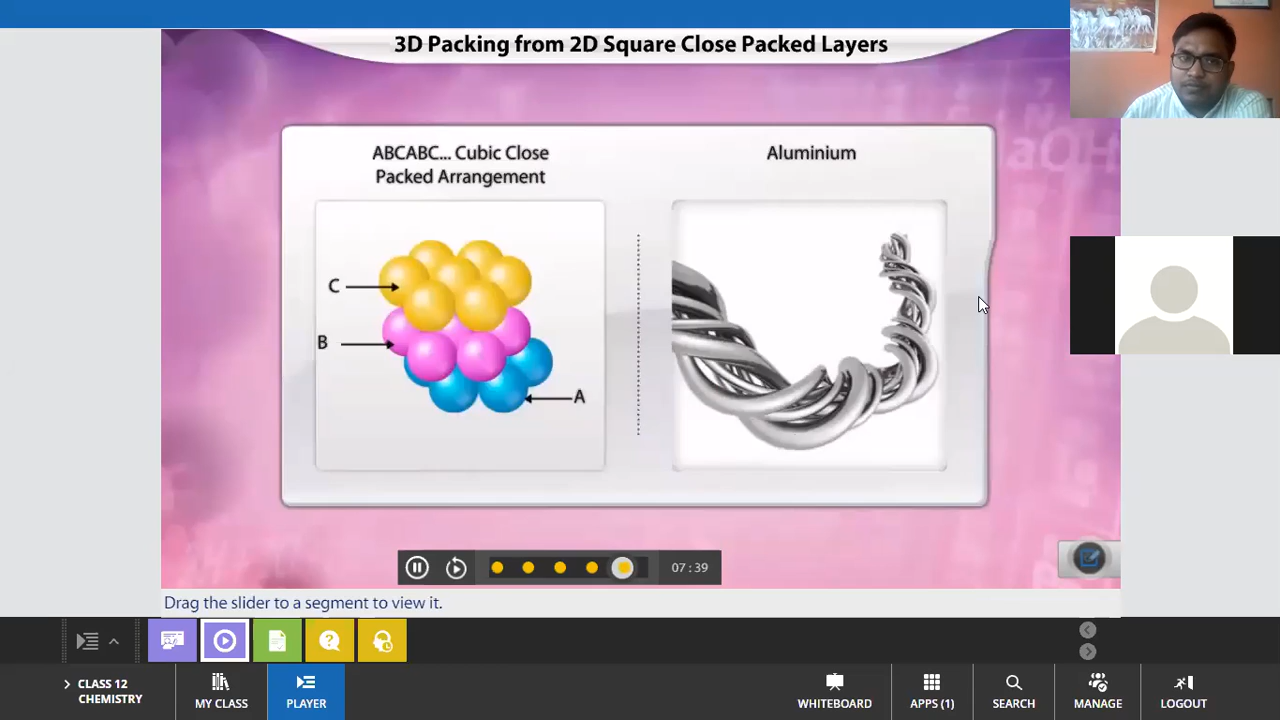 3D Packing from 2D Square Close Packed Layers
ABCABC... Cubic Close
Packed Arrangement
Aluminium
C
B
A
aOH
07 : 39
Drag the slider to a segment to view it.
CLASS 12
CHEMISTRY
MY CLASS
PLAYER
WHITEBOARD
APPS (1)
SEARCH
MANAGE
LOGOUT